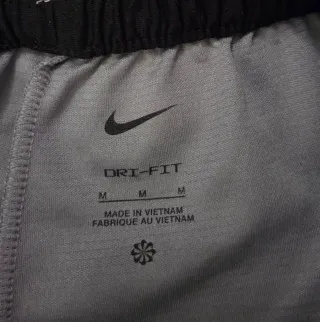 DRI-FIT
M M M
MADE IN VIETNAM
FABRIQUE AU VIETNAM